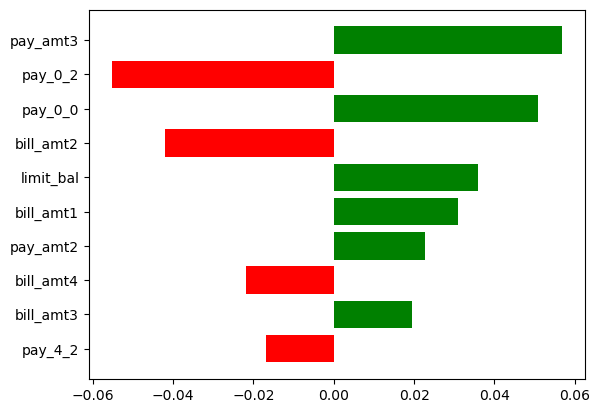 pay_amt3
pay_0_2
pay_0_0
bill_amt2
limit_bal
bill_amt1
pay_amt2
bill_amt4
bill_amt3
pay_4_2
−0.06 −0.04 −0.02 0.00 0.02 0.04 0.06